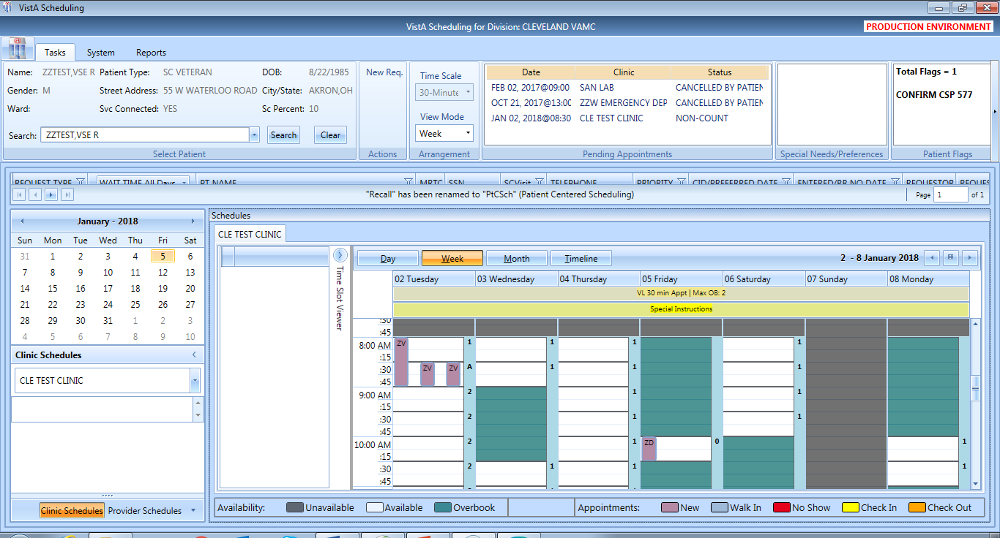 VistA Scheduling
VistA Scheduling for Division: CLEVELAND VAMC
PRODUCTION ENVIRONMENT
Tasks System Reports
Name: ZZTEST,VSE R Patient Type: SC VETERAN DOB: 8/22/1985
Gender: M Street Address: 55 W WATERLOO ROAD City/State: AKRON,OH
Ward: Svc Connected: YES Sc Percent: 10
Search: ZZTEST,VSE R Search Clear
Select Patient
New Req.
Actions
Time Scale
30-Minute
View Mode
Week
Arrangement
Date Clinic Status
FEB 02, 2017@09:00 SAN LAB CANCELLED BY PATIEN
OCT 21, 2017@13:00 ZZW EMERGENCY DEP CANCELLED BY PATIEN
JAN 02, 2018@08:30 CLE TEST CLINIC NON-COUNT
Pending Appointments
Special Needs/Preferences
Total Flags = 1
CONFIRM CSP 577
Patient Flags
REQUEST TYPE WAIT TIME All Days PT NAME MRTC SSN SCVisit TELEPHONE PRIORITY CID/PREFERRED DATE ENTERED/RR NO DATE REQUESTOR REQUES
"Recall" has been renamed to "PtCSch" (Patient Centered Scheduling)
Page 1 of 1
January - 2018
Sun Mon Tue Wed Thu Fri Sat
31 1 2 3 4 5 6
7 8 9 10 11 12 13
14 15 16 17 18 19 20
21 22 23 24 25 26 27
28 29 30 31 1 2 3
4 5 6 7 8 9 10
Clinic Schedules
CLE TEST CLINIC
Clinic Schedules Provider Schedules
Schedules
CLE TEST CLINIC
Time Slot Viewer
Day Week Month Timeline
2 - 8 January 2018
02 Tuesday 03 Wednesday 04 Thursday 05 Friday 06 Saturday 07 Sunday 08 Monday
VL 30 min Appt | Max OB: 2
Special Instructions
:30
:45
8:00 AM ZV 1 1 1 1
:15
:30 ZV ZV A 1 1 1
:45
9:00 AM 2 1 1
:15
:30 2 1 1
:45
10:00 AM 2 1 ZD 0 1
:15
:30 2 1 1 1
:45
Availability: Unavailable Available Overbook
Appointments: New Walk In No Show Check In Check Out